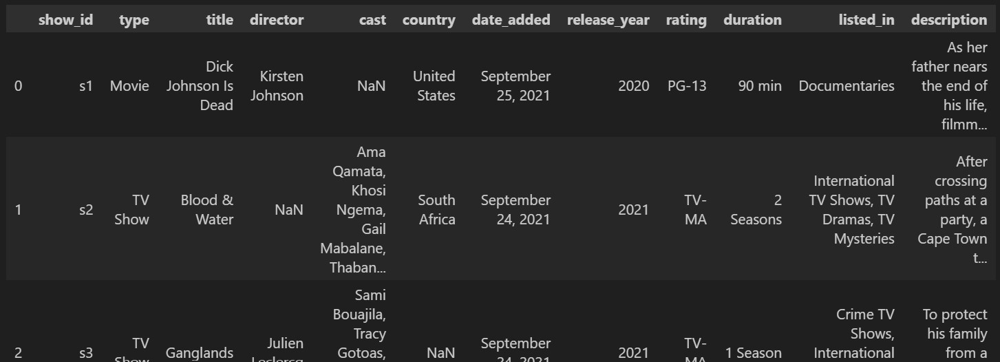 show_id type title director cast country date_added release_year rating duration listed_in description
0 s1 Movie Dick Johnson Is Dead Kirsten Johnson NaN United States September 25, 2021 2020 PG-13 90 min Documentaries As her father nears the end of his life, filmm...
1 s2 TV Show Blood & Water NaN Ama Qamata, Khosi Ngema, Gail Mabalane, Thaban... South Africa September 24, 2021 2021 TV-MA 2 Seasons International TV Shows, TV Dramas, TV Mysteries After crossing paths at a party, a Cape Town t...
2 s3 TV Show Ganglands Julien Leclercq Sami Bouajila, Tracy Gotoas, NaN September 24, 2021 2021 TV-MA 1 Season Crime TV Shows, International To protect his family from a